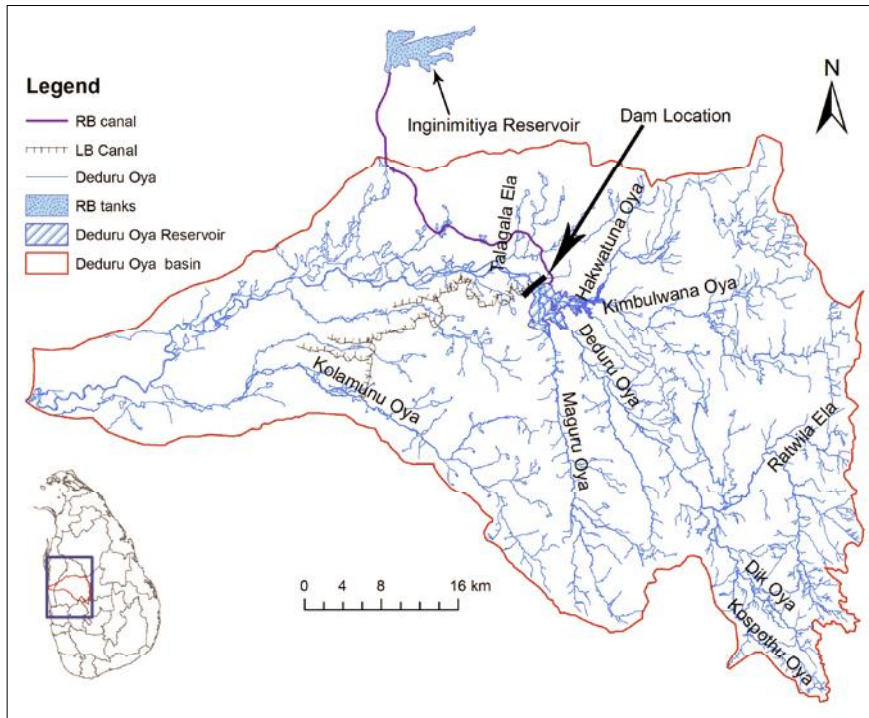 Legend
RB canal
LB Canal
Deduru Oya
RB tanks
Deduru Oya Reservoir
Deduru Oya basin
Inginimitiya Reservoir
Dam Location
N
Talagala Ela
Hakwatuna Oya
Kimbulwana Oya
Deduru Oya
Kolamunu Oya
Maguru Oya
Ratwila Ela
Dik Oya
Kospothu Oya
0 4 8 16 km